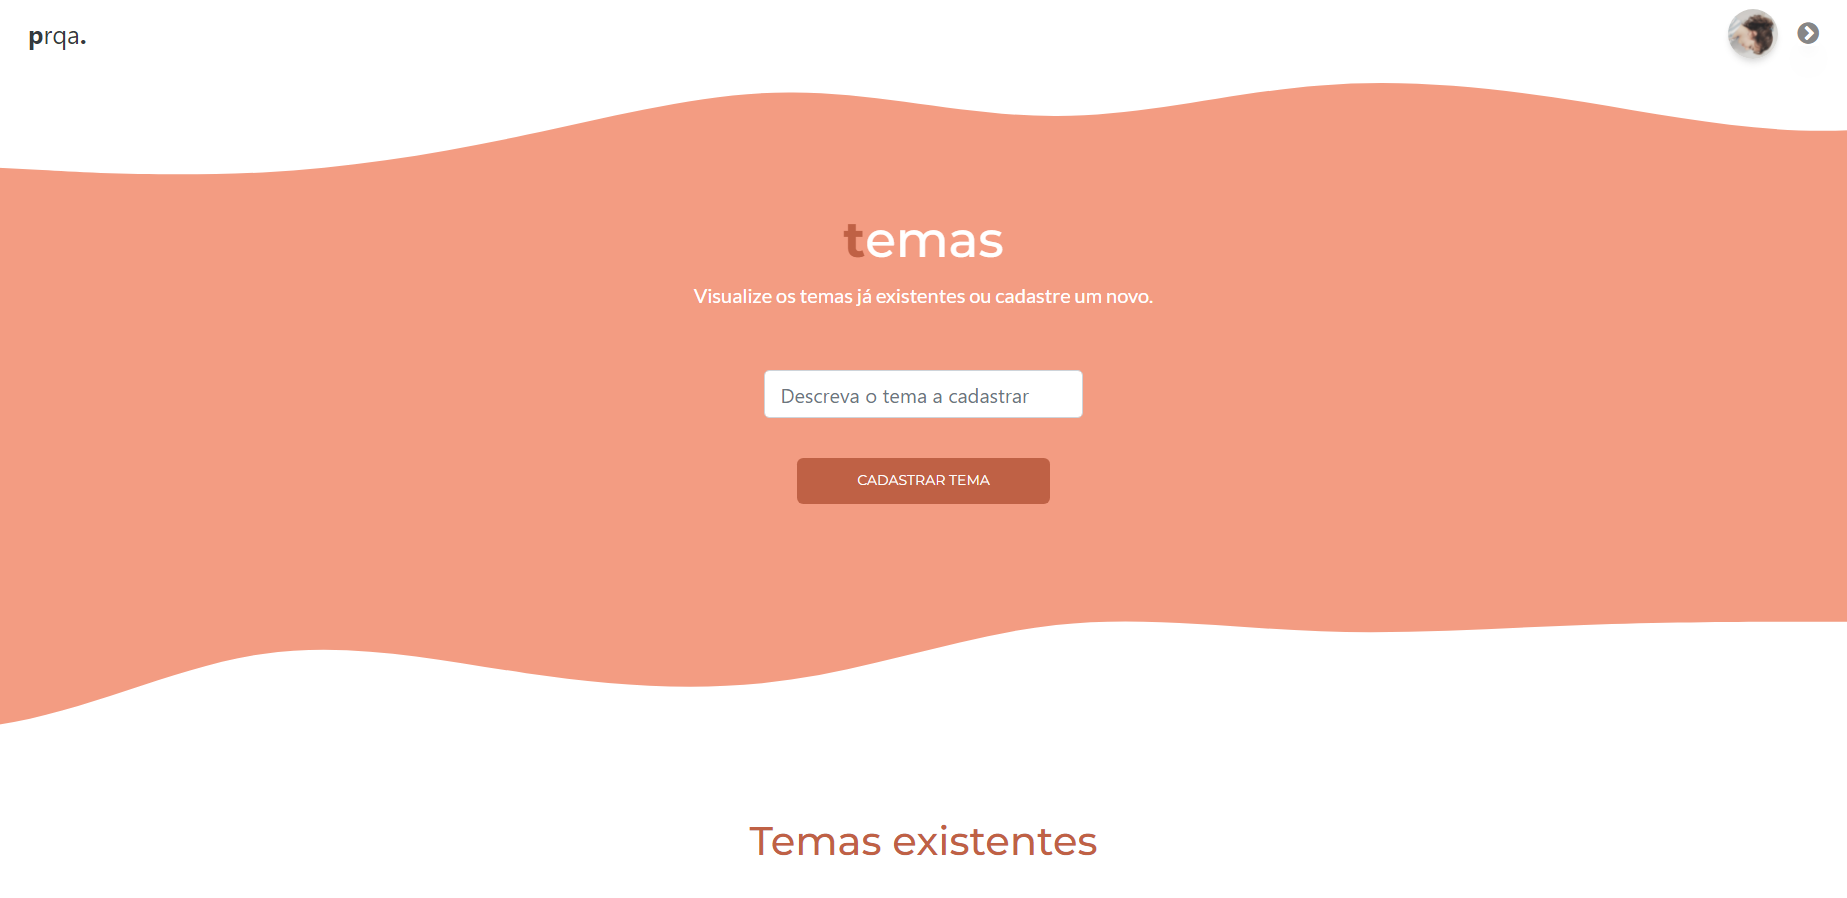 prqa.
temas
Visualize os temas já existentes ou cadastre um novo.
Descreva o tema a cadastrar
CADASTRAR TEMA
Temas existentes